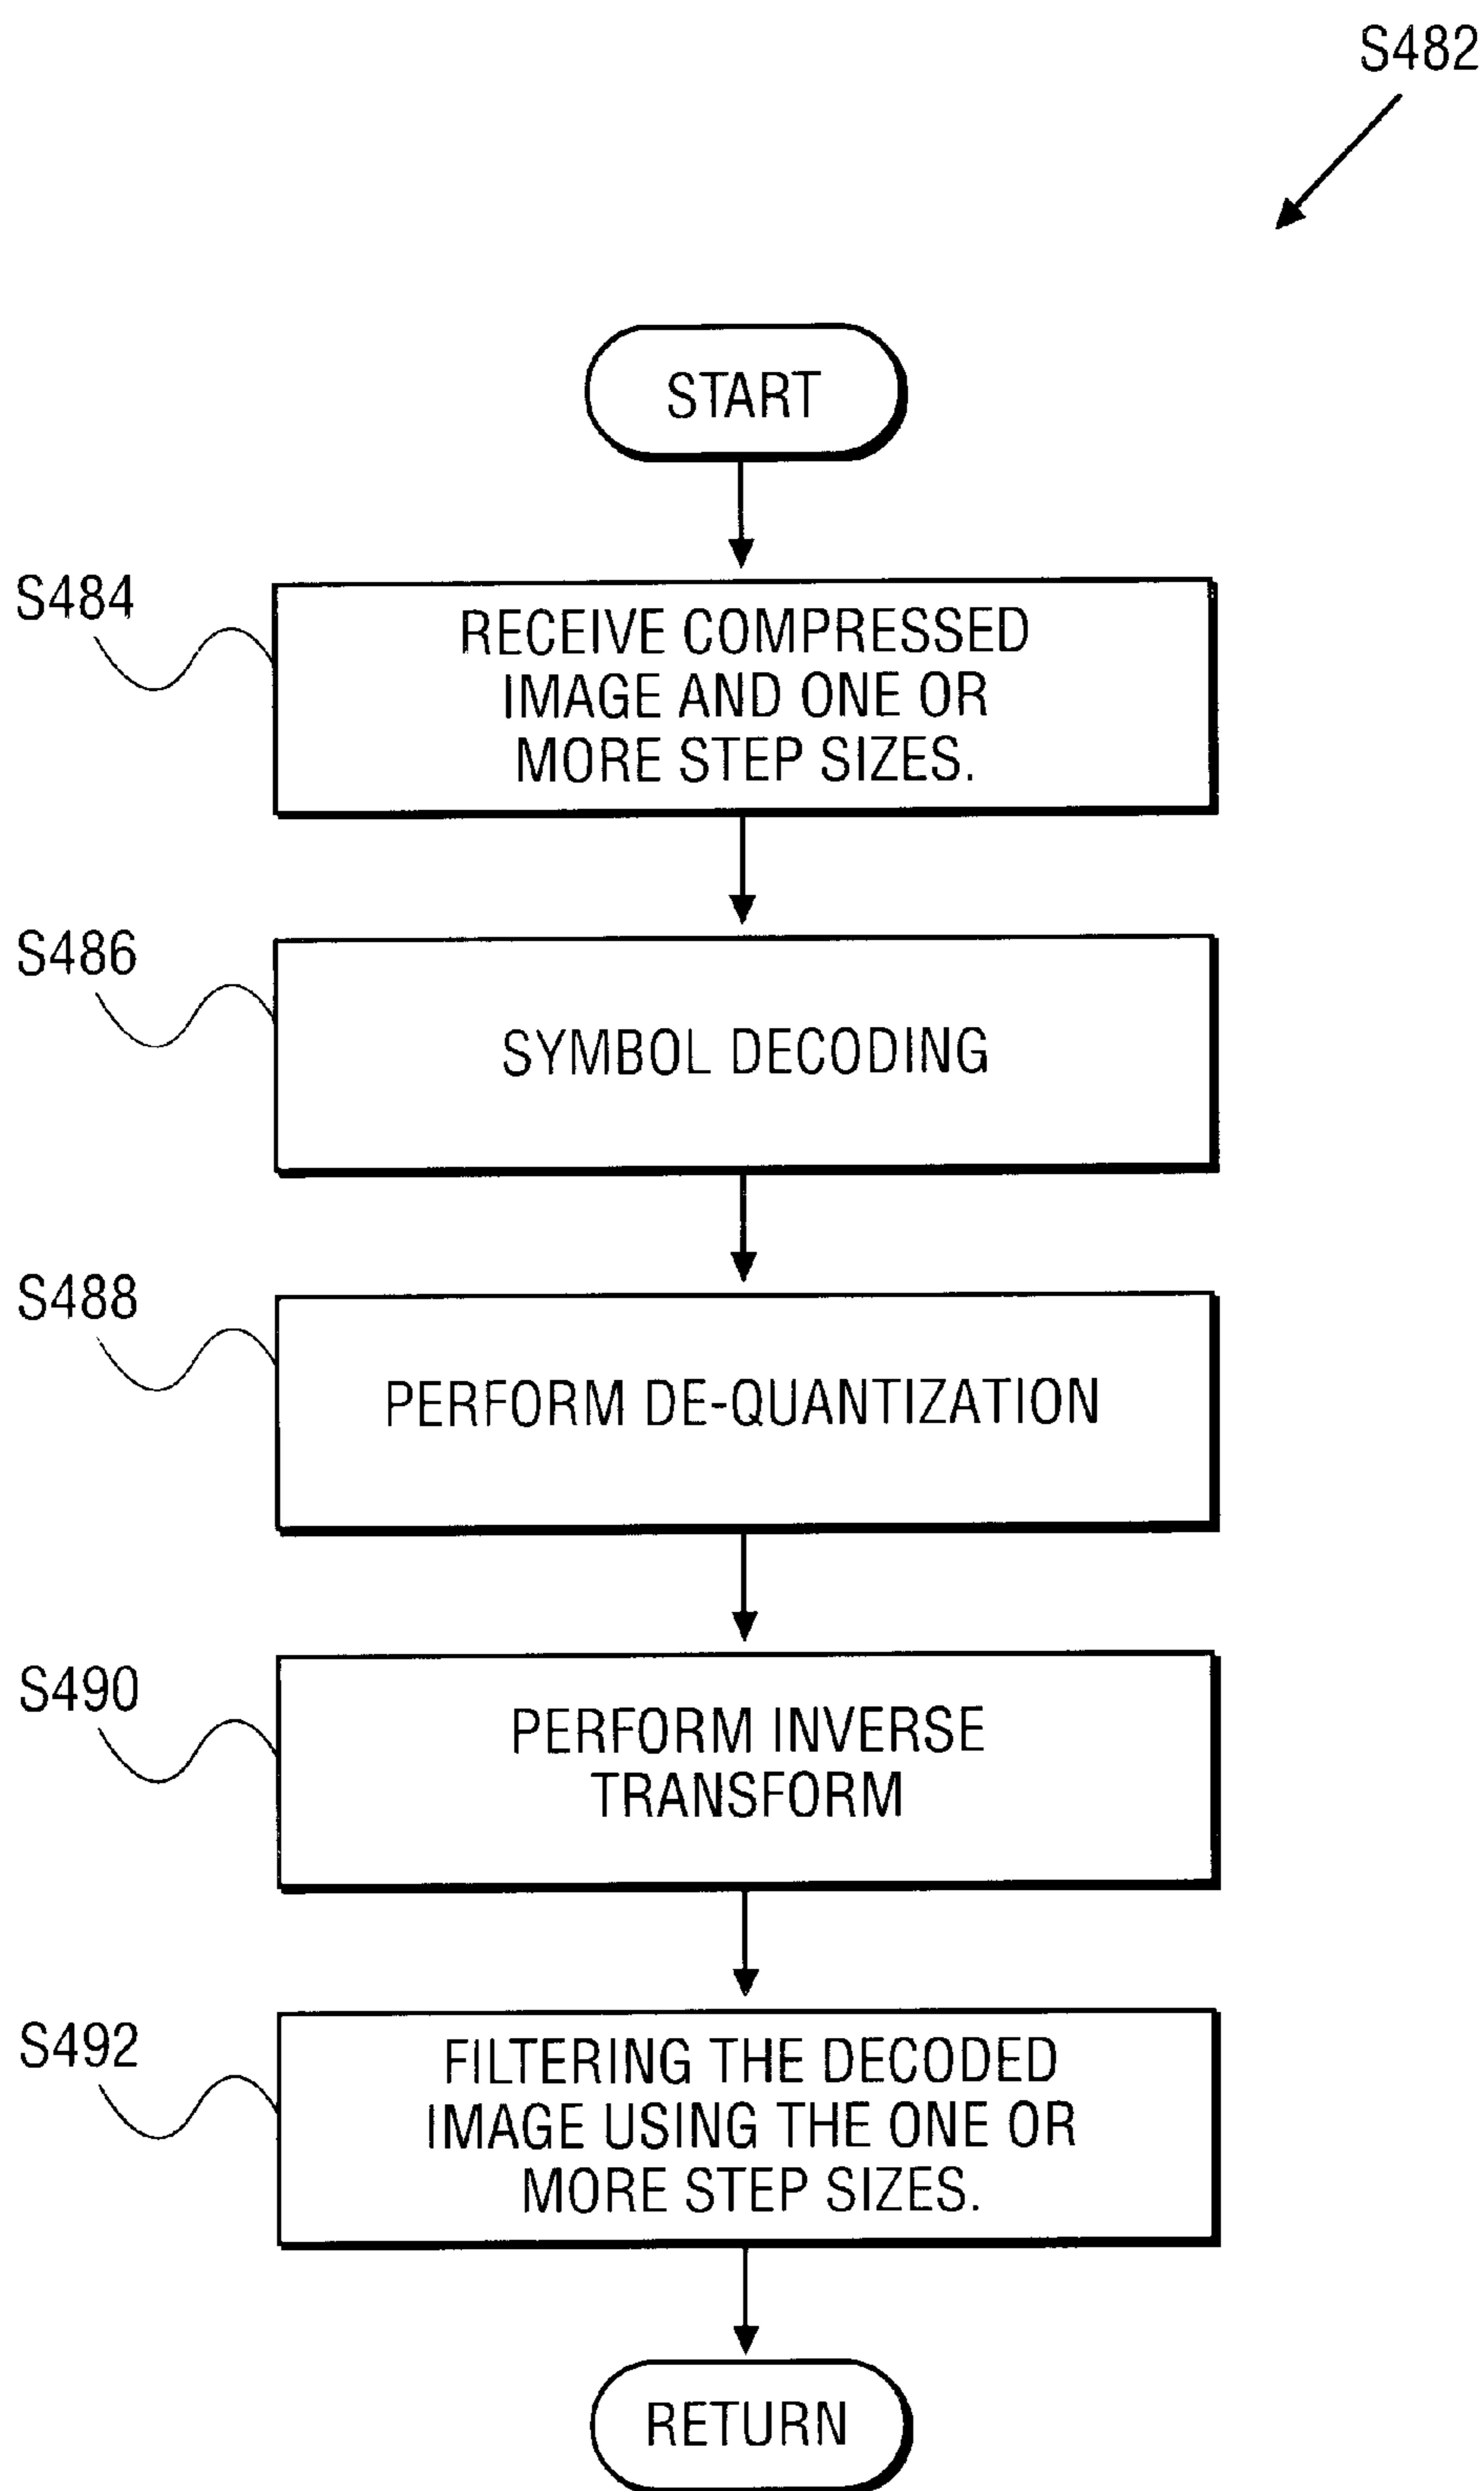 S482
START
S484
RECEIVE COMPRESSED
IMAGE AND ONE OR
MORE STEP SIZES.
S486
SYMBOL DECODING
S488
PERFORM DE-QUANTIZATION
S490
PERFORM INVERSE
TRANSFORM
S492
FILTERING THE DECODED
IMAGE USING THE ONE OR
MORE STEP SIZES.
RETURN